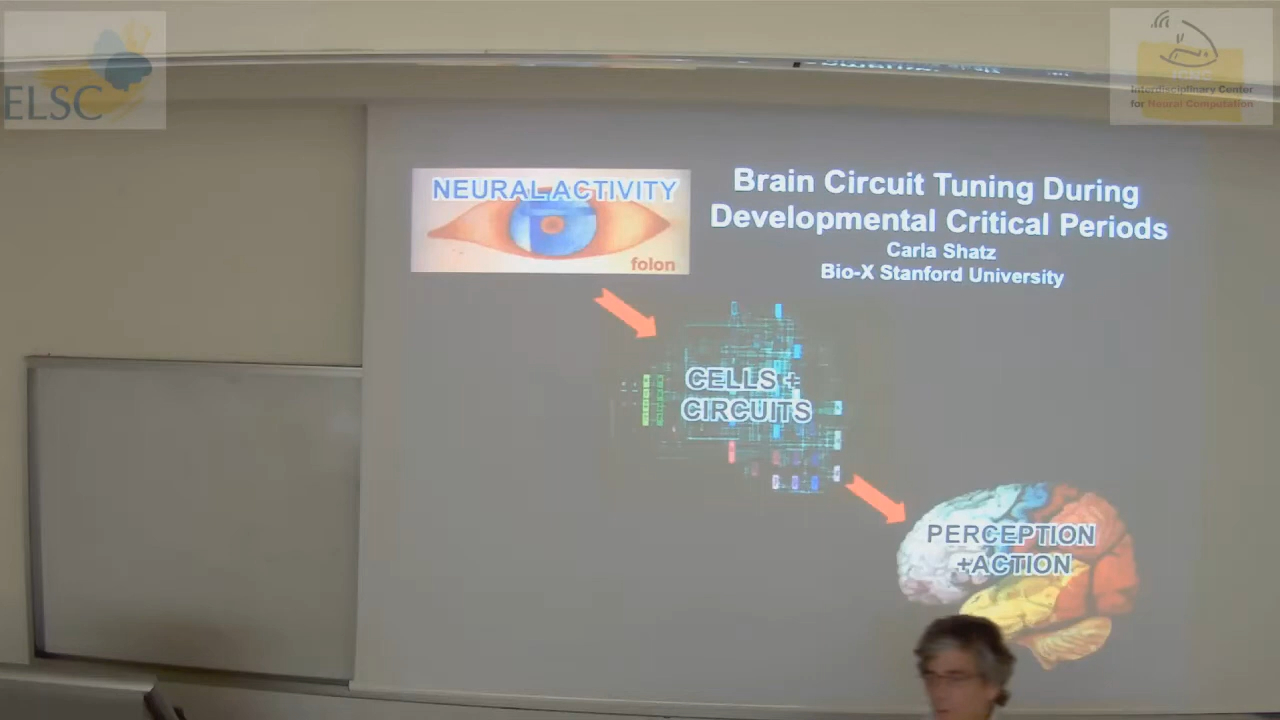 ELSC
Interdisciplinary Center
for Neural Computation
NEURAL ACTIVITY
folon
Brain Circuit Tuning During
Developmental Critical Periods
Carla Shatz
Bio-X Stanford University
CELLS +
CIRCUITS
PERCEPTION
+ACTION